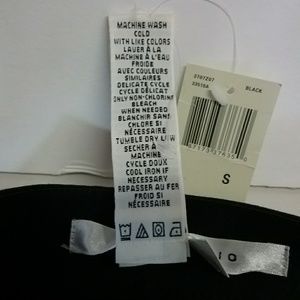 MACHINE WASH
COLD
WITH LIKE COLORS
LAVER À LA
MACHINE À L'EAU
FROIDE
AVEC COULEURS
SIMILAIRES
DELICATE CYCLE
CYCLE DÉLICAT
ONLY NON-CHLORINE
BLEACH
WHEN NEEDED
BLANCHIR SANS
CHLORE SI
NÉCESSAIRE
TUMBLE DRY LOW
SECHER À
MACHINE
CYCLE DOUX
COOL IRON IF
NECESSARY
REPASSER AU FER
FROID SI
NÉCESSAIRE
BLACK
S
I O